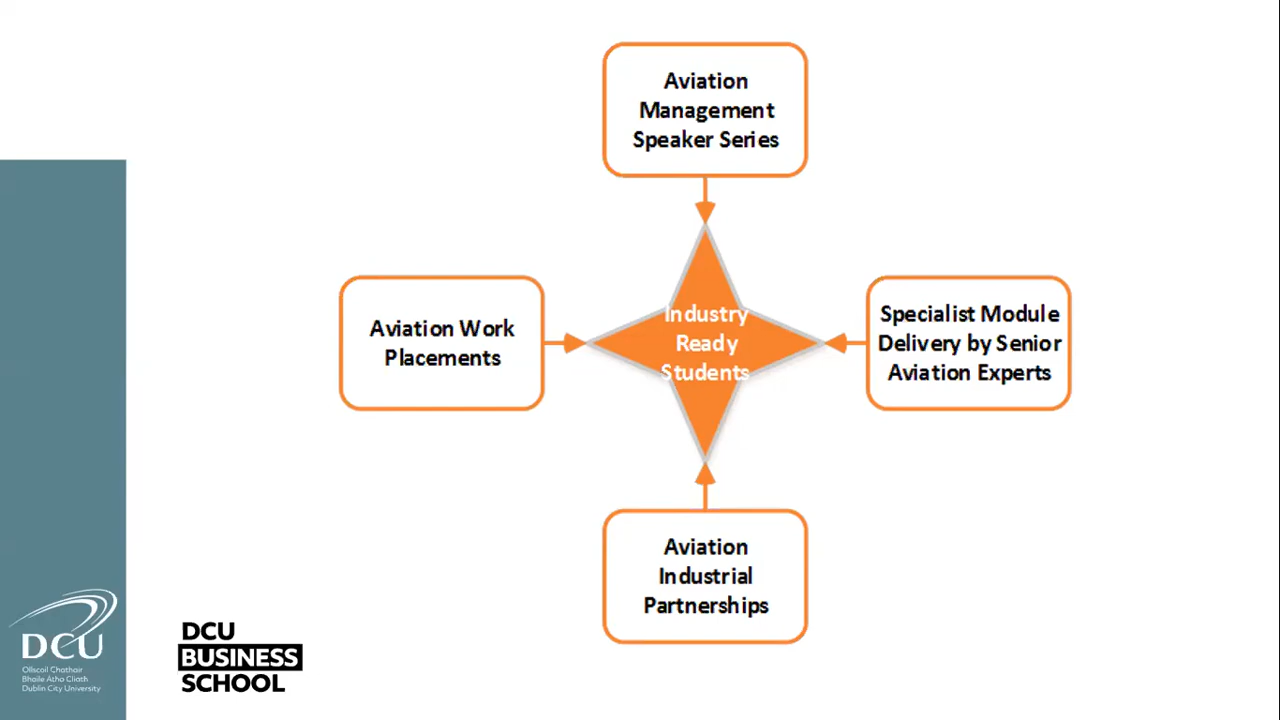 Aviation
Management
Speaker Series
Aviation Work
Placements
Industry
Ready
Students
Specialist Module
Delivery by Senior
Aviation Experts
Aviation
Industrial
Partnerships
DCU
Ollscoil Chathair
Bhaile Átha Cliath
Dublin City University
DCU
BUSINESS
SCHOOL